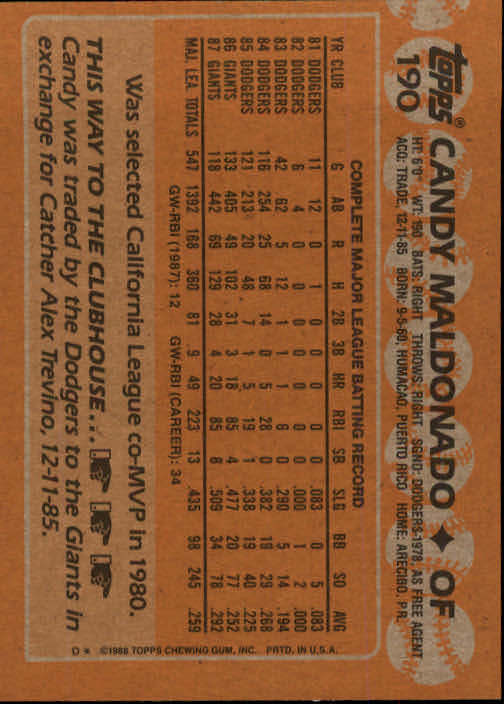 topps® CANDY MALDONADO ✦ OF
190
HT: 6'0" WT: 190 BATS: RIGHT THROWS: RIGHT SGND: DODGERS-1978, AS FREE AGENT
ACQ: TRADE, 12-11-85 BORN: 9-5-60, HUMACAO, PUERTO RICO HOME: ARECIBO, P.R.
COMPLETE MAJOR LEAGUE BATTING RECORD
YR CLUB G AB R H 2B 3B HR RBI SB SLG BB SO AVG
81 DODGERS 11 12 0 1 0 0 0 0 0 .083 0 5 .083
82 DODGERS 6 4 0 0 0 0 0 0 0 .000 1 2 .000
83 DODGERS 42 62 5 12 1 1 1 6 0 .290 5 14 .194
84 DODGERS 116 254 25 68 14 0 5 28 0 .382 19 29 .268
85 DODGERS 121 213 20 48 7 1 5 19 1 .338 19 40 .225
86 GIANTS 133 405 49 102 31 3 18 85 4 .477 20 77 .252
87 GIANTS 118 442 69 129 28 4 20 85 8 .509 34 78 .292
MAJ. LEA. TOTALS 547 1392 168 360 81 9 49 223 13 .435 98 245 .259
GW-RBI (1987): 12 GW-RBI (CAREER): 34
Was selected California League co-MVP in 1980.
THIS WAY TO THE CLUBHOUSE...
Candy was traded by the Dodgers to the Giants in
exchange for Catcher Alex Trevino, 12-11-85.
D* ©1988 TOPPS CHEWING GUM, INC. PRTD. IN U.S.A.